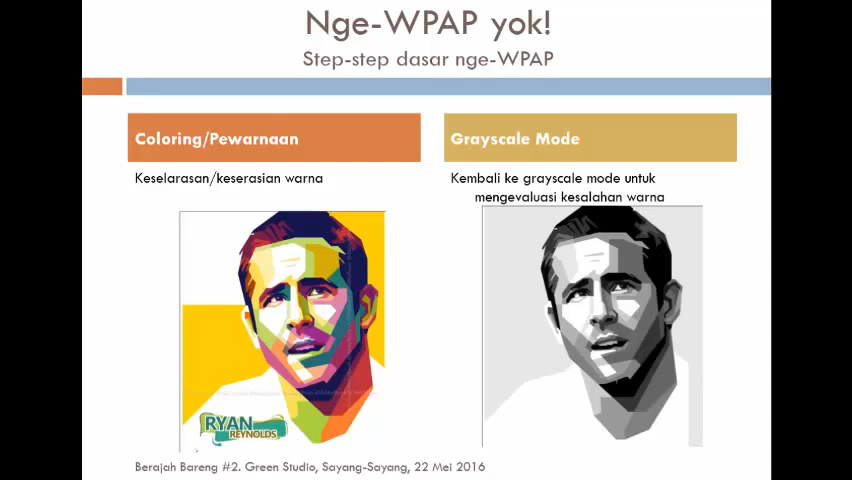 Nge-WPAP yok!
Step-step dasar nge-WPAP
Coloring/Pewarnaan
Keselarasan/keserasian warna
Grayscale Mode
Kembali ke grayscale mode untuk
mengevaluasi kesalahan warna
RYAN
REYNOLDS
Berajah Bareng #2. Green Studio, Sayang-Sayang, 22 Mei 2016